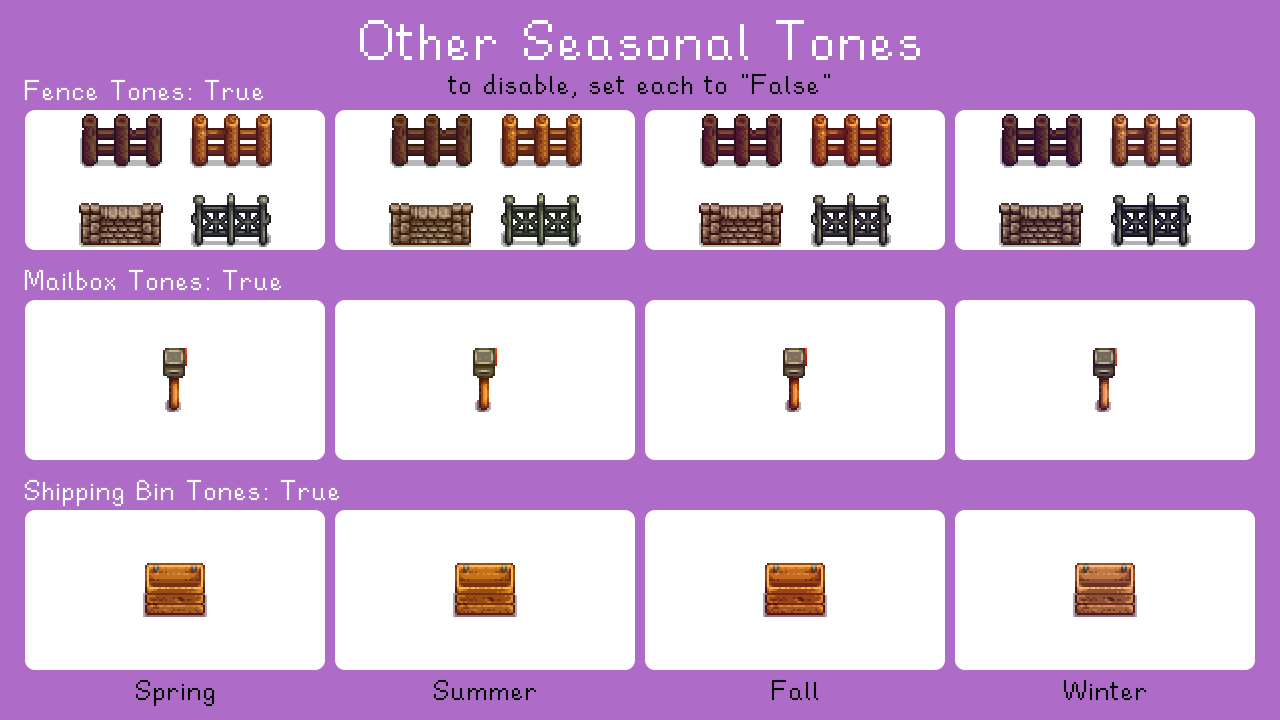 Other Seasonal Tones
to disable, set each to "False"
Fence Tones: True
Mailbox Tones: True
Shipping Bin Tones: True
Spring
Summer
Fall
Winter